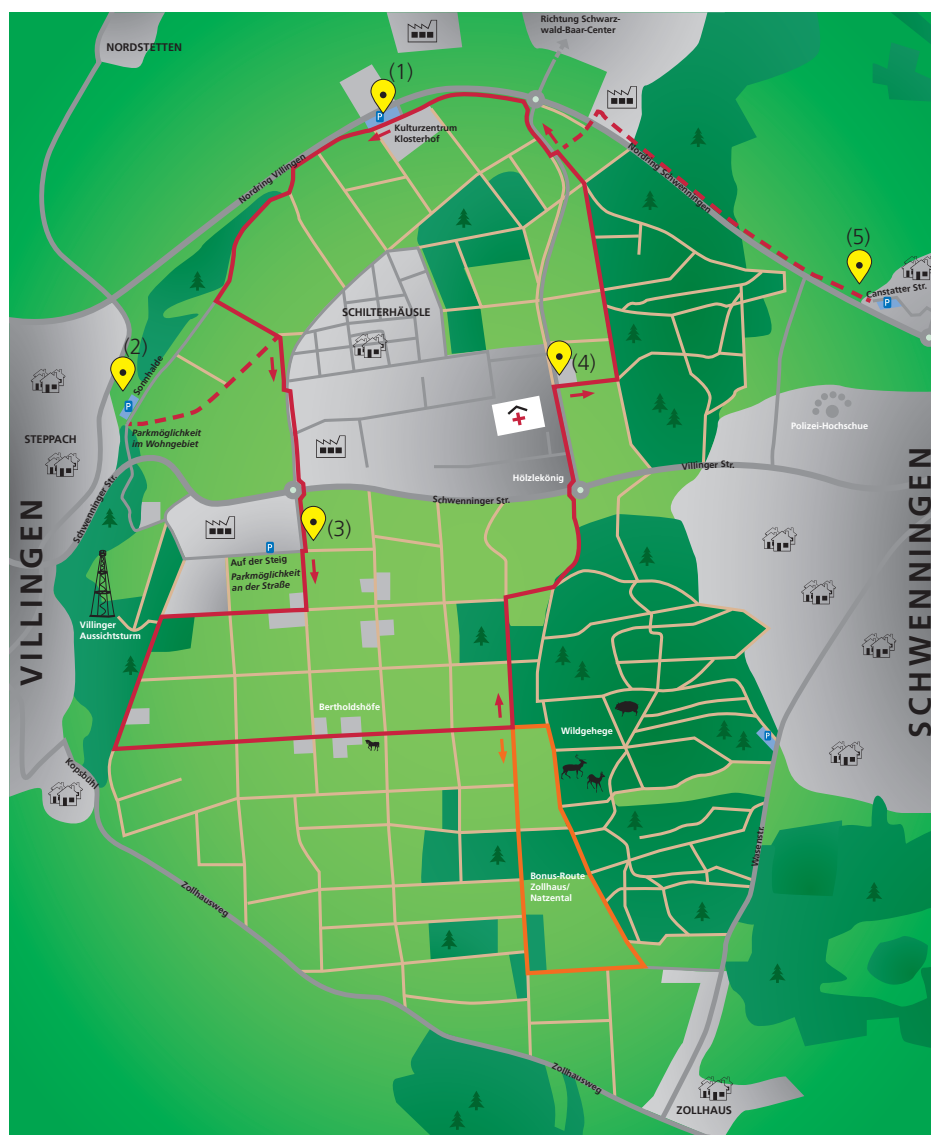 NORDSTETTEN
Richtung Schwarz-
wald-Baar-Center
(1)
P
Kulturzentrum
Klosterhof
Nordring Villingen
Nordring Schwenningen
(5)
Canstatter Str.
P
SCHILTERHÄUSLE
(2)
Sonnhalde
P
(4)
Parkmöglichkeit
im Wohngebiet
STEPPACH
Polizei-Hochschue
Hölzlekönig
Villinger Str.
Schwenninger Str.
Schwenninger Str.
VILLINGEN
SCHWENNINGEN
(3)
P
Auf der Steig
Parkmöglichkeit
an der Straße
Villinger
Aussichtsturm
Bertholdshöfe
Wildgehege
P
Kopsbühl
Wasenstr.
Bonus-Route
Zollhaus/
Natzental
Zollhausweg
Zollhausweg
ZOLLHAUS